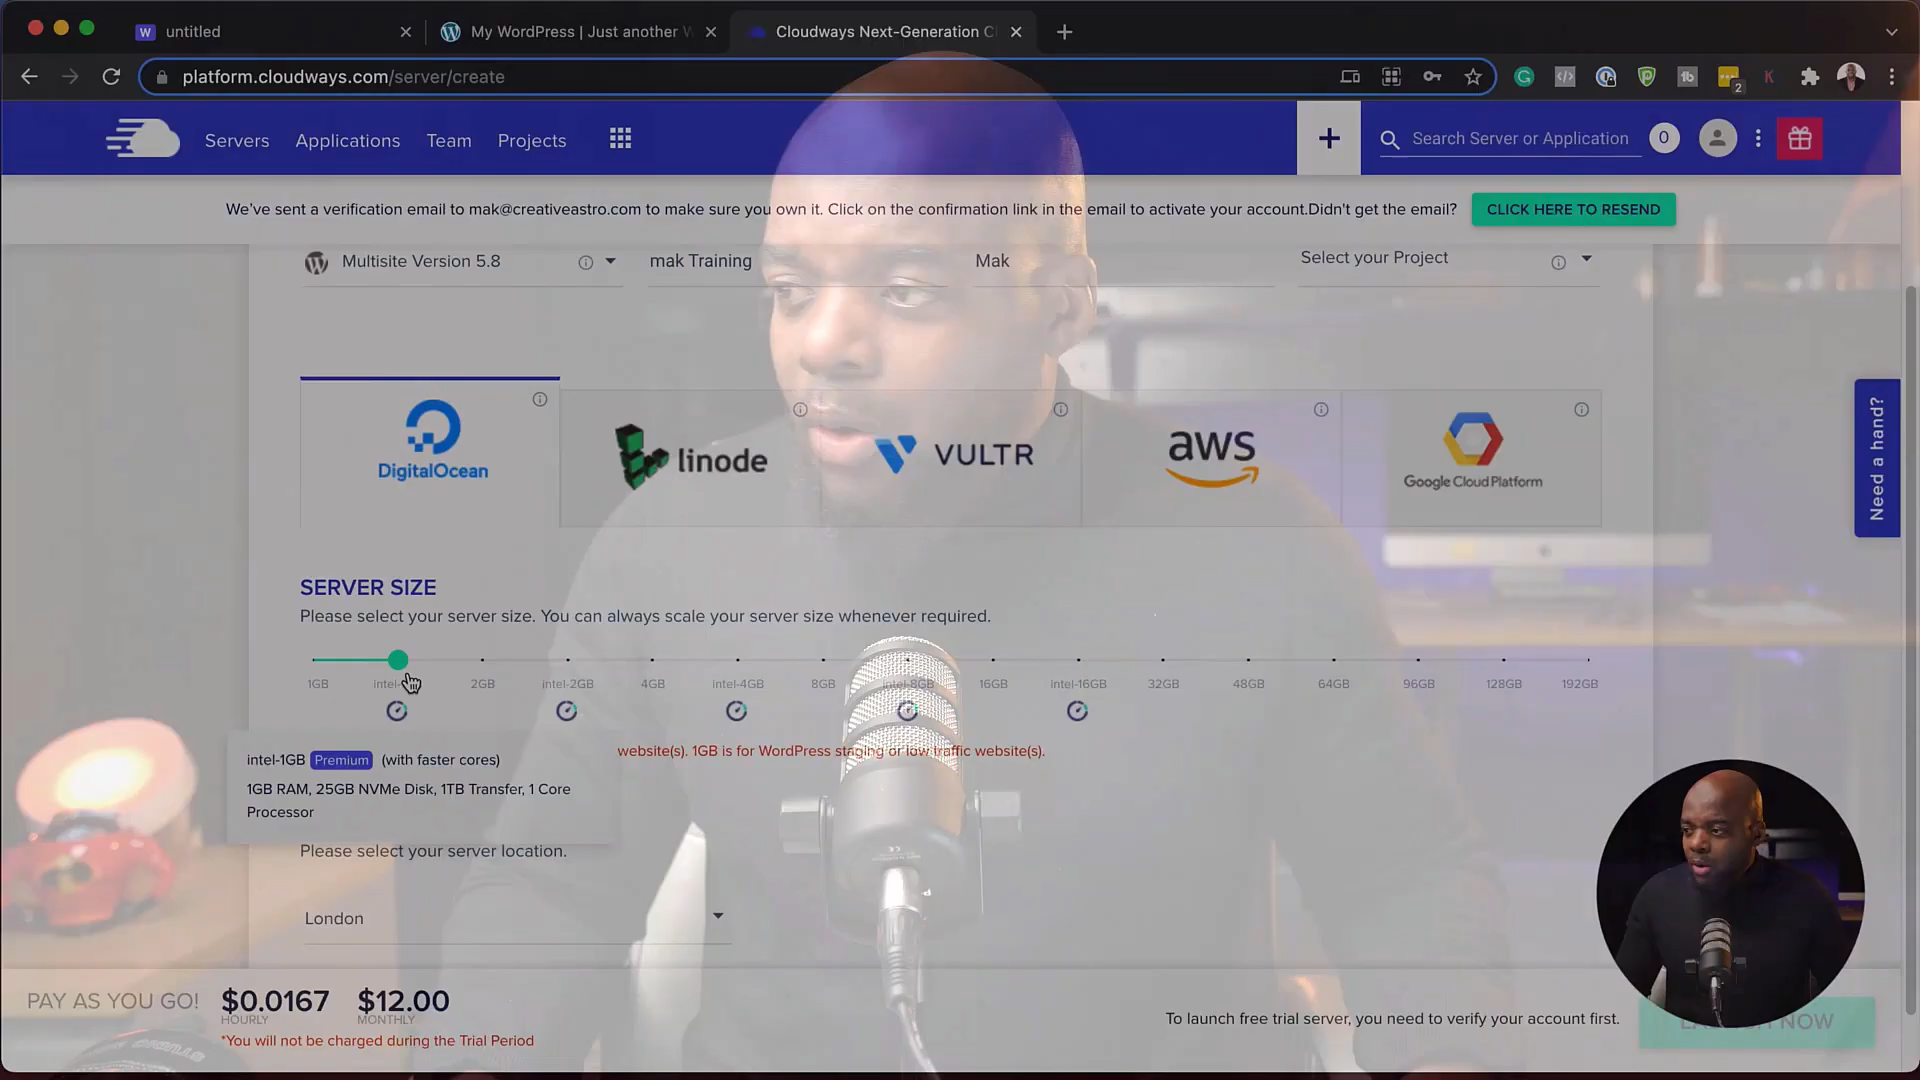 untitled
My WordPress | Just another W
Cloudways Next-Generation C
platform.cloudways.com/server/create
2
Servers
Applications
Team
Projects
+
Search Server or Application
0
We've sent a verification email to mak@creativeastro.com to make sure you own it. Click on the confirmation link in the email to activate your account.Didn't get the email?
CLICK HERE TO RESEND
Multisite Version 5.8
mak Training
Mak
Select your Project
DigitalOcean
linode
VULTR
aws
Google Cloud Platform
Need a hand?
SERVER SIZE
Please select your server size. You can always scale your server size whenever required.
1GB
intel-
2GB
intel-2GB
4GB
intel-4GB
8GB
intel-8GB
16GB
intel-16GB
32GB
48GB
64GB
96GB
128GB
192GB
website(s). 1GB is for WordPress staging or low traffic website(s).
intel-1GB Premium (with faster cores)
1GB RAM, 25GB NVMe Disk, 1TB Transfer, 1 Core
Processor
Please select your server location.
London
PAY AS YOU GO!
$0.0167
HOURLY
$12.00
MONTHLY
*You will not be charged during the Trial Period
To launch free trial server, you need to verify your account first.
NOW